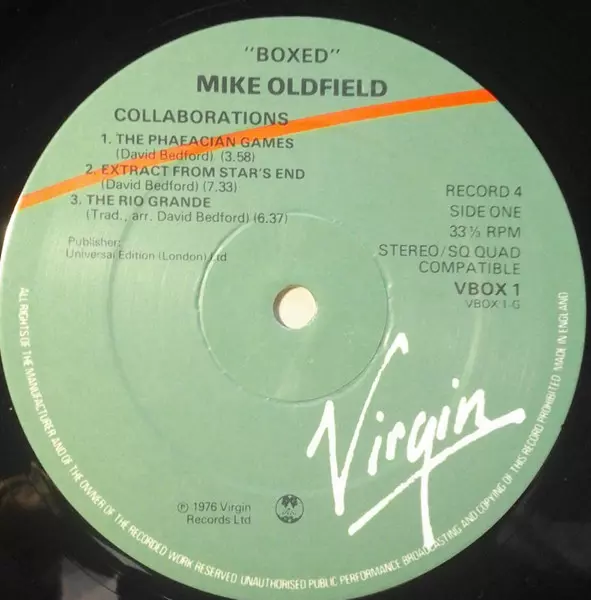 "BOXED"
MIKE OLDFIELD
COLLABORATIONS
1. THE PHAEACIAN GAMES
(David Bedford) (3.58)
2. EXTRACT FROM STAR'S END
(David Bedford) (7.33)
3. THE RIO GRANDE
(Trad., arr. David Bedford) (6.37)
Publisher:
Universal Edition (London) Ltd
RECORD 4
SIDE ONE
33⅓ RPM
STEREO/SQ QUAD
COMPATIBLE
VBOX 1
VBOX 1-G
Virgin
℗ 1976 Virgin
Records Ltd
ALL RIGHTS OF THE MANUFACTURER AND OF THE OWNER OF THE RECORDED WORK RESERVED UNAUTHORISED PUBLIC PERFORMANCE BROADCASTING AND COPYING OF THIS RECORD PROHIBITED MADE IN ENGLAND